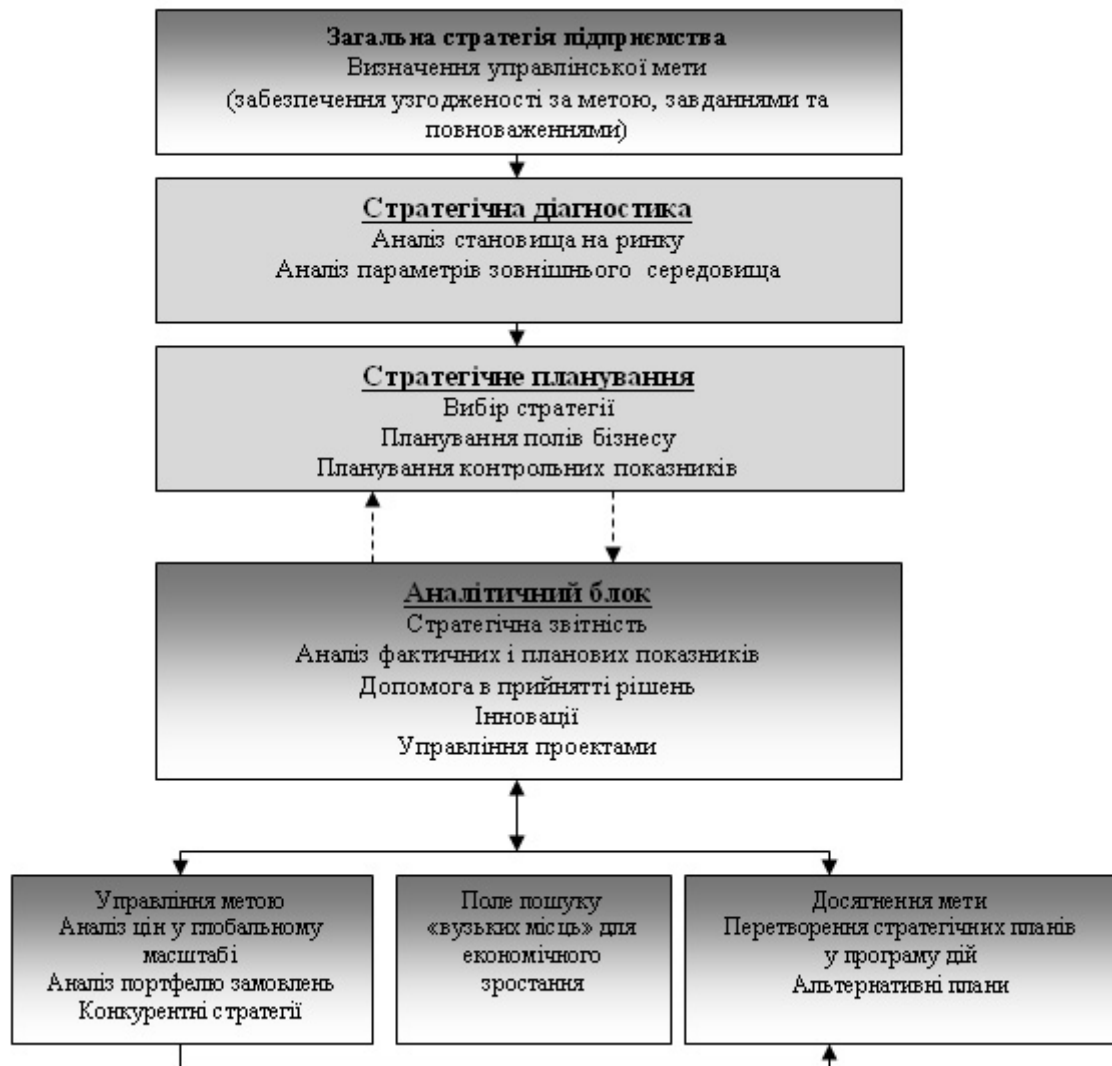 Загальна стратегія підприємства
Визначення управлінської мети
(забезпечення узгодженості за метою, завданнями та
повноваженнями)
Стратегічна діагностика
Аналіз становища на ринку
Аналіз параметрів зовнішнього середовища
Стратегічне планування
Вибір стратегії
Планування полів бізнесу
Планування контрольних показників
Аналітичний блок
Стратегічна звітність
Аналіз фактичних і планових показників
Допомога в прийнятті рішень
Інновації
Управління проектами
Управління метою
Аналіз цін у глобальному
масштабі
Аналіз портфелю замовлень
Конкурентні стратегії
Поле пошуку
«вузьких місць» для
економічного
зростання
Досягнення мети
Перетворення стратегічних планів
у програму дій
Альтернативні плани